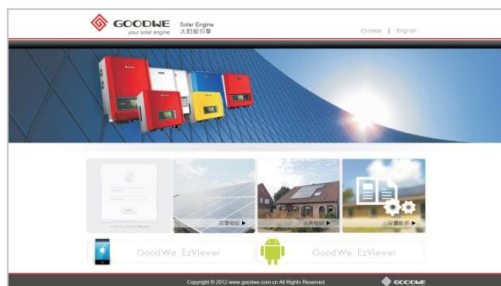 GOODWE
your solar engine
Solar Engine
太阳能引擎
Chinese | English
GoodWe EzViewer
GoodWe EzViewer
Copyright © 2012 www.goodwe.com.cn All Rights Reserved
GOODWE